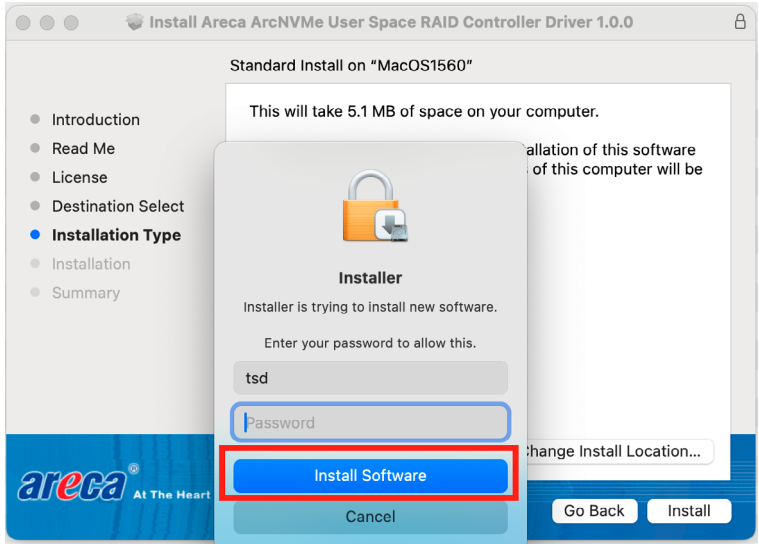 Install Areca ArcNVMe User Space RAID Controller Driver 1.0.0
Standard Install on “MacOS1560”
Introduction
Read Me
License
Destination Select
Installation Type
Installation
Summary
This will take 5.1 MB of space on your computer.
allation of this software
of this computer will be
Installer
Installer is trying to install new software.
Enter your password to allow this.
tsd
Password
Install Software
Cancel
hange Install Location...
Go Back
Install
areca®
At The Heart